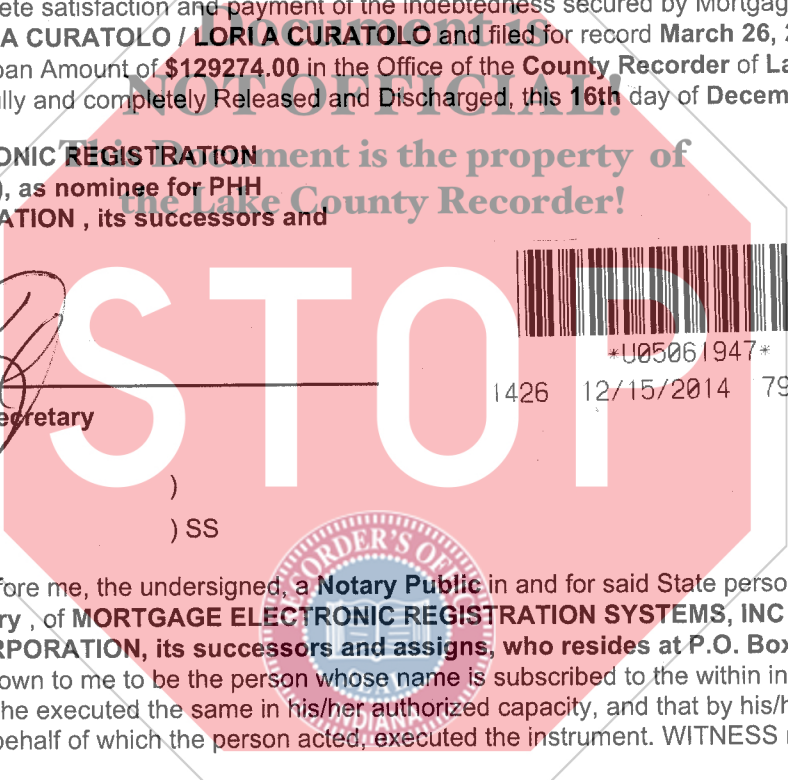 ete satisfaction and payment of the indebtedness secured by Mortgag
Document is
A CURATOLO / LORI A CURATOLO and filed for record March 26, 2
oan Amount of $129274.00 in the Office of the County Recorder of La
NOT OFFICIAL!
ully and completely Released and Discharged, this 16th day of Decem
This Document is the property of
ONIC REGISTRATION
), as nominee for PHH
the Lake County Recorder!
ATION , its successors and
STOP
*U05061947*
1426 12/15/2014 79
ecretary
)
) SS
RECORDER'S OFFICE
fore me, the undersigned, a Notary Public in and for said State perso
ry , of MORTGAGE ELECTRONIC REGISTRATION SYSTEMS, INC
RPORATION, its successors and assigns, who resides at P.O. Box
own to me to be the person whose name is subscribed to the within in
he executed the same in his/her authorized capacity, and that by his/h
INDIANA
behalf of which the person acted, executed the instrument. WITNESS